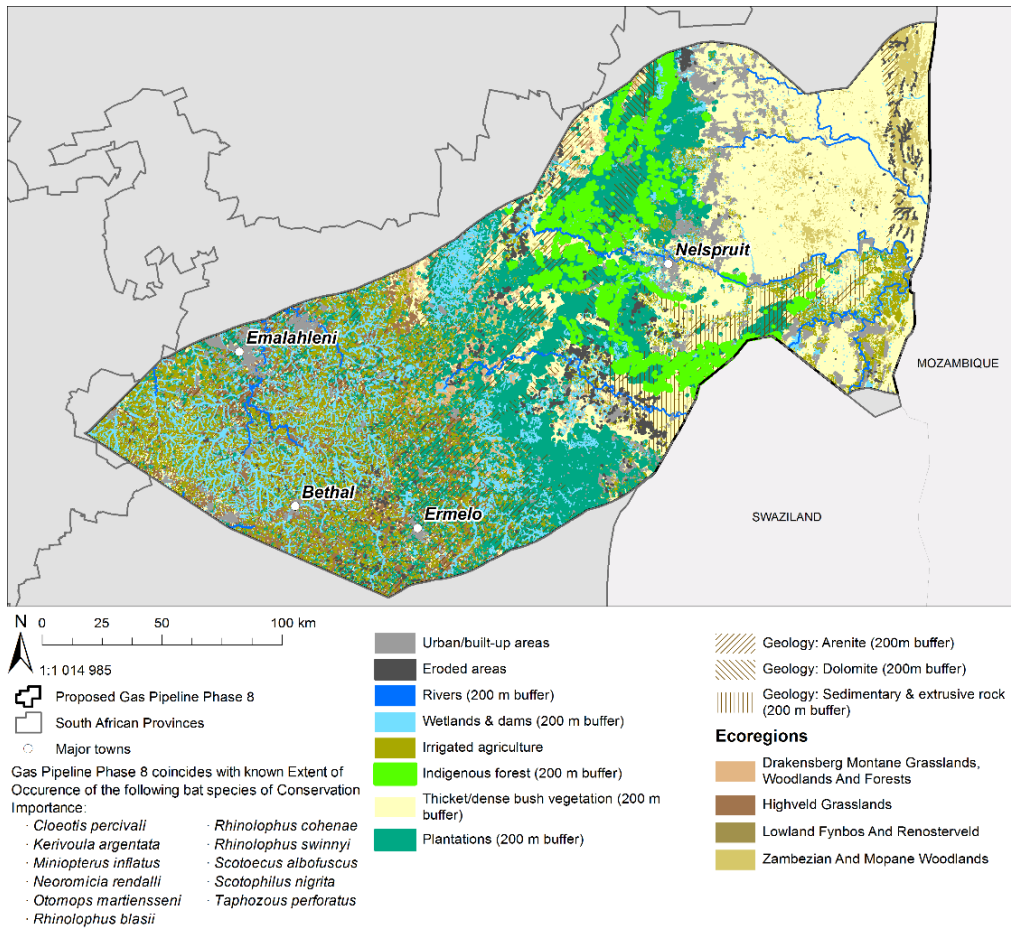 Nelspruit
Emalahleni
MOZAMBIQUE
Bethal
Ermelo
SWAZILAND
N
0 25 50 100 km
1:1 014 985
Proposed Gas Pipeline Phase 8
South African Provinces
Major towns
Gas Pipeline Phase 8 coincides with known Extent of
Occurence of the following bat species of Conservation
Importance:
· Cloeotis percivali
· Kerivoula argentata
· Miniopterus inflatus
· Neoromicia rendalli
· Otomops martiensseni
· Rhinolophus blasii
· Rhinolophus cohenae
· Rhinolophus swinnyi
· Scotoecus albofuscus
· Scotophilus nigrita
· Taphozous perforatus
Urban/built-up areas
Eroded areas
Rivers (200 m buffer)
Wetlands & dams (200 m buffer)
Irrigated agriculture
Indigenous forest (200 m buffer)
Thicket/dense bush vegetation (200 m
buffer)
Plantations (200 m buffer)
Geology: Arenite (200m buffer)
Geology: Dolomite (200m buffer)
Geology: Sedimentary & extrusive rock
(200 m buffer)
Ecoregions
Drakensberg Montane Grasslands,
Woodlands And Forests
Highveld Grasslands
Lowland Fynbos And Renosterveld
Zambezian And Mopane Woodlands